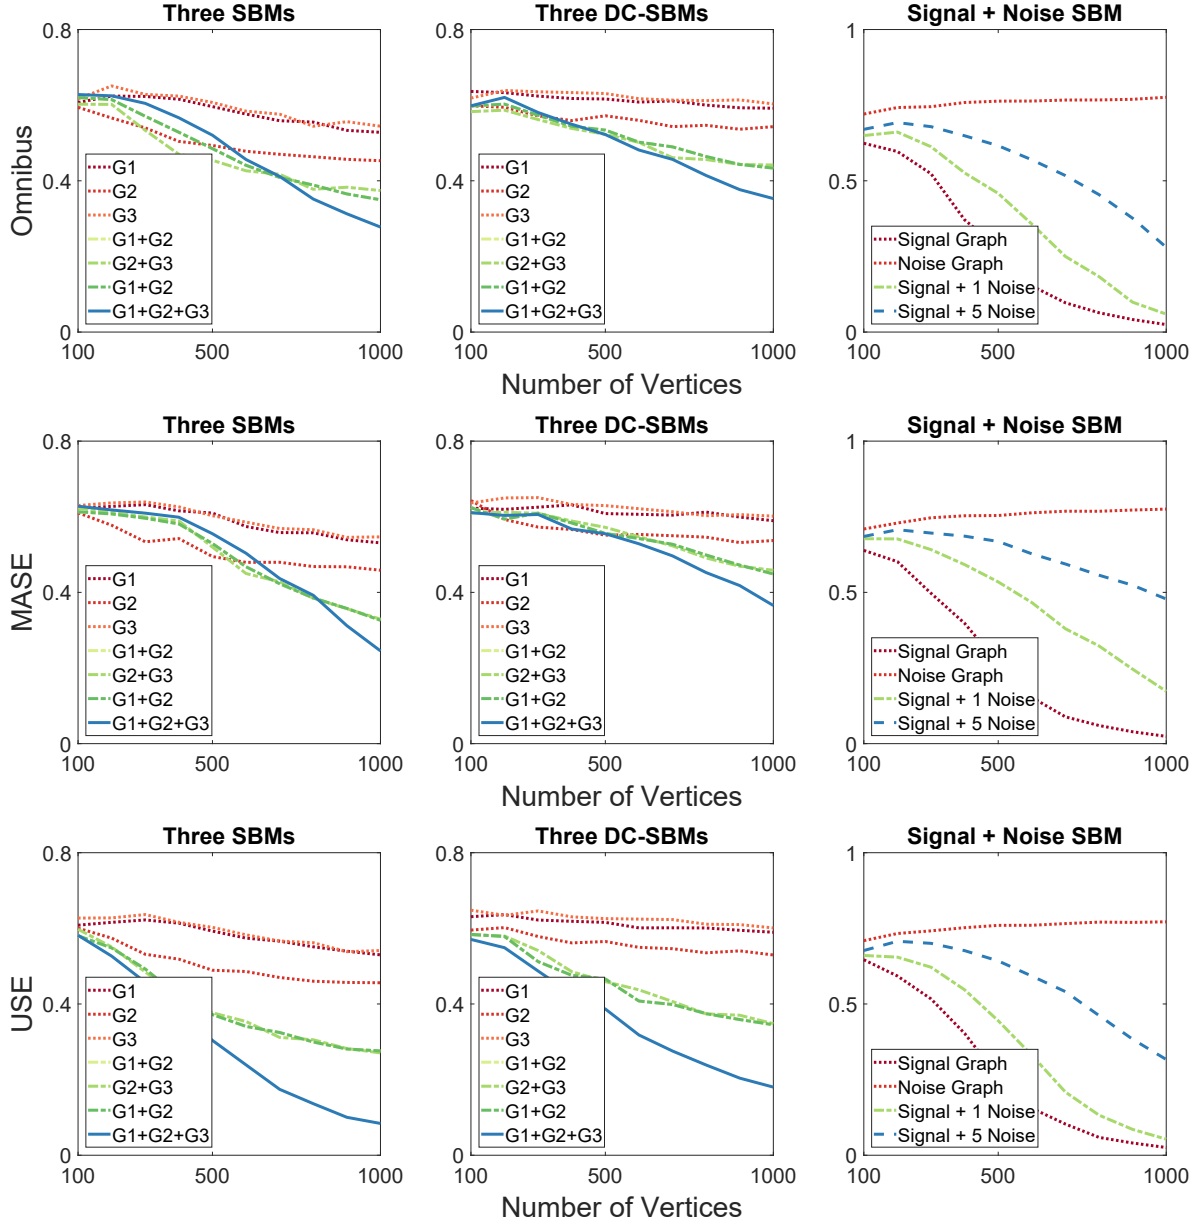 Three SBMs
Three DC-SBMs
Signal + Noise SBM
Omnibus
0.8
0.4
0
G1
G2
G3
G1+G2
G2+G3
G1+G2
G1+G2+G3
100
500
1000
0.8
0.4
0
G1
G2
G3
G1+G2
G2+G3
G1+G2
G1+G2+G3
100
500
1000
1
0.5
0
Signal Graph
Noise Graph
Signal + 1 Noise
Signal + 5 Noise
100
500
1000
Number of Vertices
Three SBMs
Three DC-SBMs
Signal + Noise SBM
MASE
0.8
0.4
0
G1
G2
G3
G1+G2
G2+G3
G1+G2
G1+G2+G3
100
500
1000
0.8
0.4
0
G1
G2
G3
G1+G2
G2+G3
G1+G2
G1+G2+G3
100
500
1000
1
0.5
0
Signal Graph
Noise Graph
Signal + 1 Noise
Signal + 5 Noise
100
500
1000
Number of Vertices
Three SBMs
Three DC-SBMs
Signal + Noise SBM
USE
0.8
0.4
0
G1
G2
G3
G1+G2
G2+G3
G1+G2
G1+G2+G3
100
500
1000
0.8
0.4
0
G1
G2
G3
G1+G2
G2+G3
G1+G2
G1+G2+G3
100
500
1000
1
0.5
0
Signal Graph
Noise Graph
Signal + 1 Noise
Signal + 5 Noise
100
500
1000
Number of Vertices